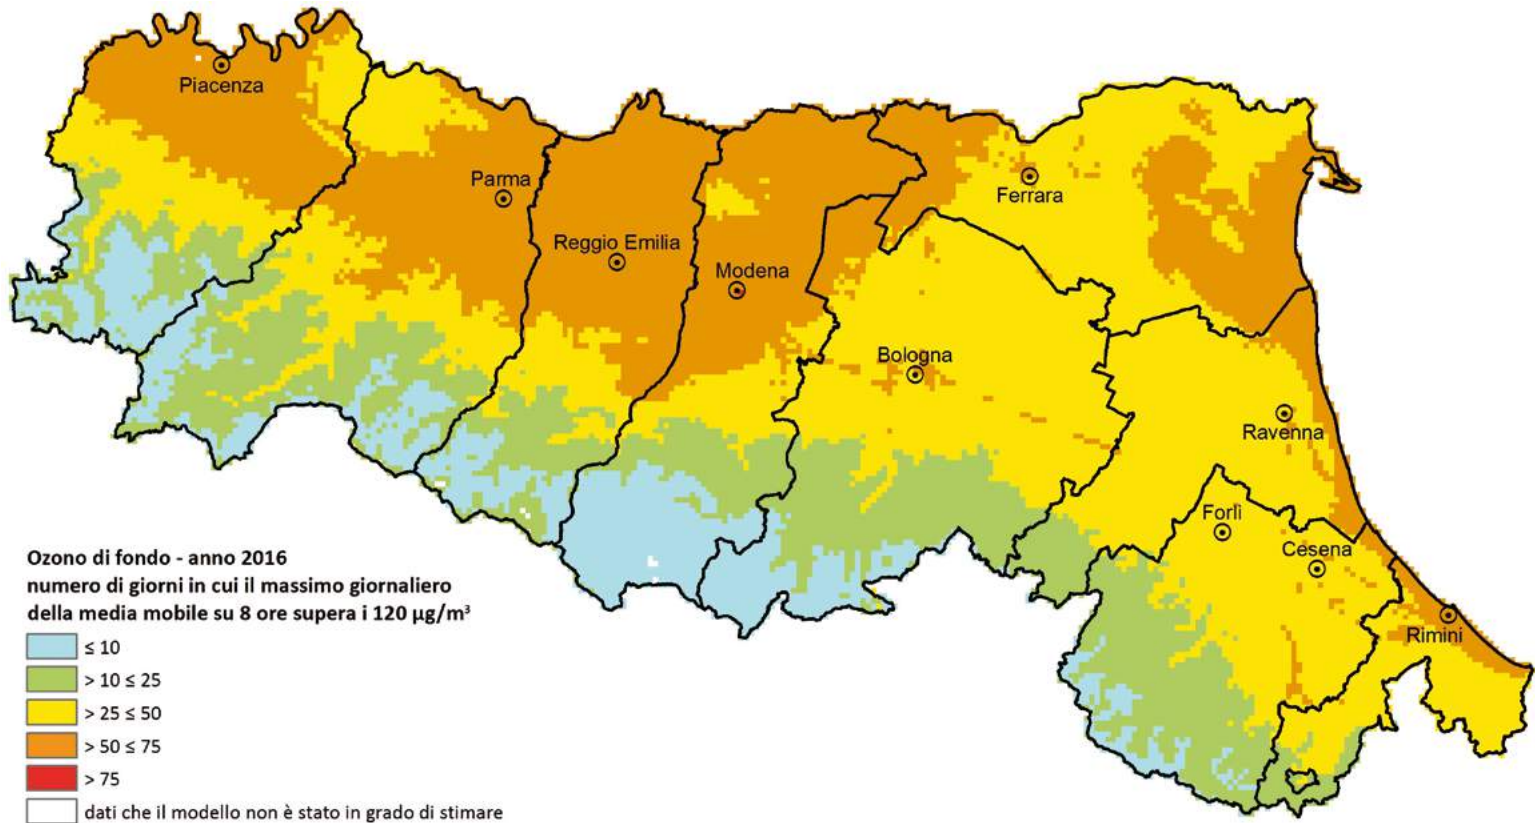 Piacenza
Parma
Reggio Emilia
Modena
Ferrara
Bologna
Ravenna
Forlì
Cesena
Rimini
Ozono di fondo - anno 2016
numero di giorni in cui il massimo giornaliero
della media mobile su 8 ore supera i 120 µg/m³
≤ 10
> 10 ≤ 25
> 25 ≤ 50
> 50 ≤ 75
> 75
dati che il modello non è stato in grado di stimare